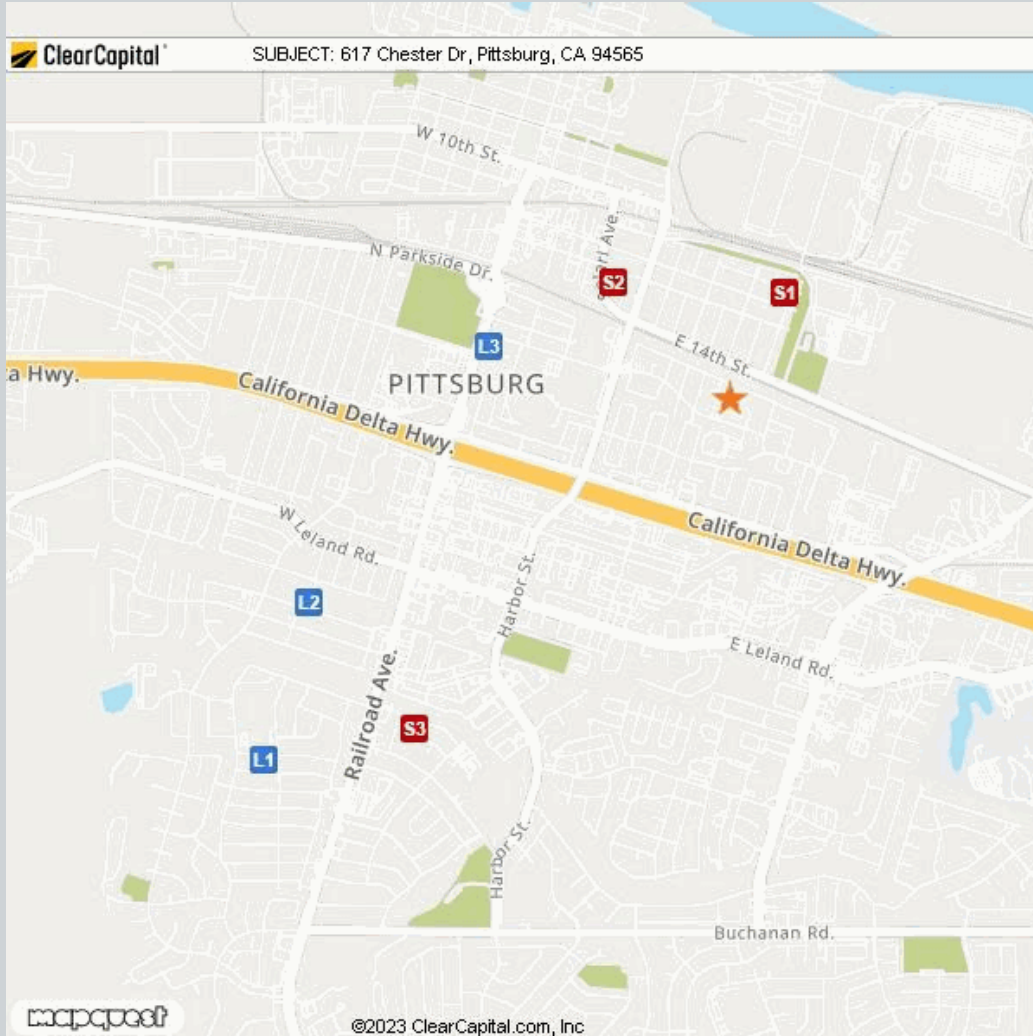 ClearCapital
SUBJECT: 617 Chester Dr, Pittsburg, CA 94565
W 10th St.
N Parkside Dr.
S2
S1
L3
E 14th St.
PITTSBURG
a Hwy.
California Delta Hwy.
W Leland Rd.
California Delta Hwy.
L2
Harbor St.
E Leland Rd.
Railroad Ave.
S3
L1
Harbor St.
Buchanan Rd.
mapquest
©2023 ClearCapital.com, Inc